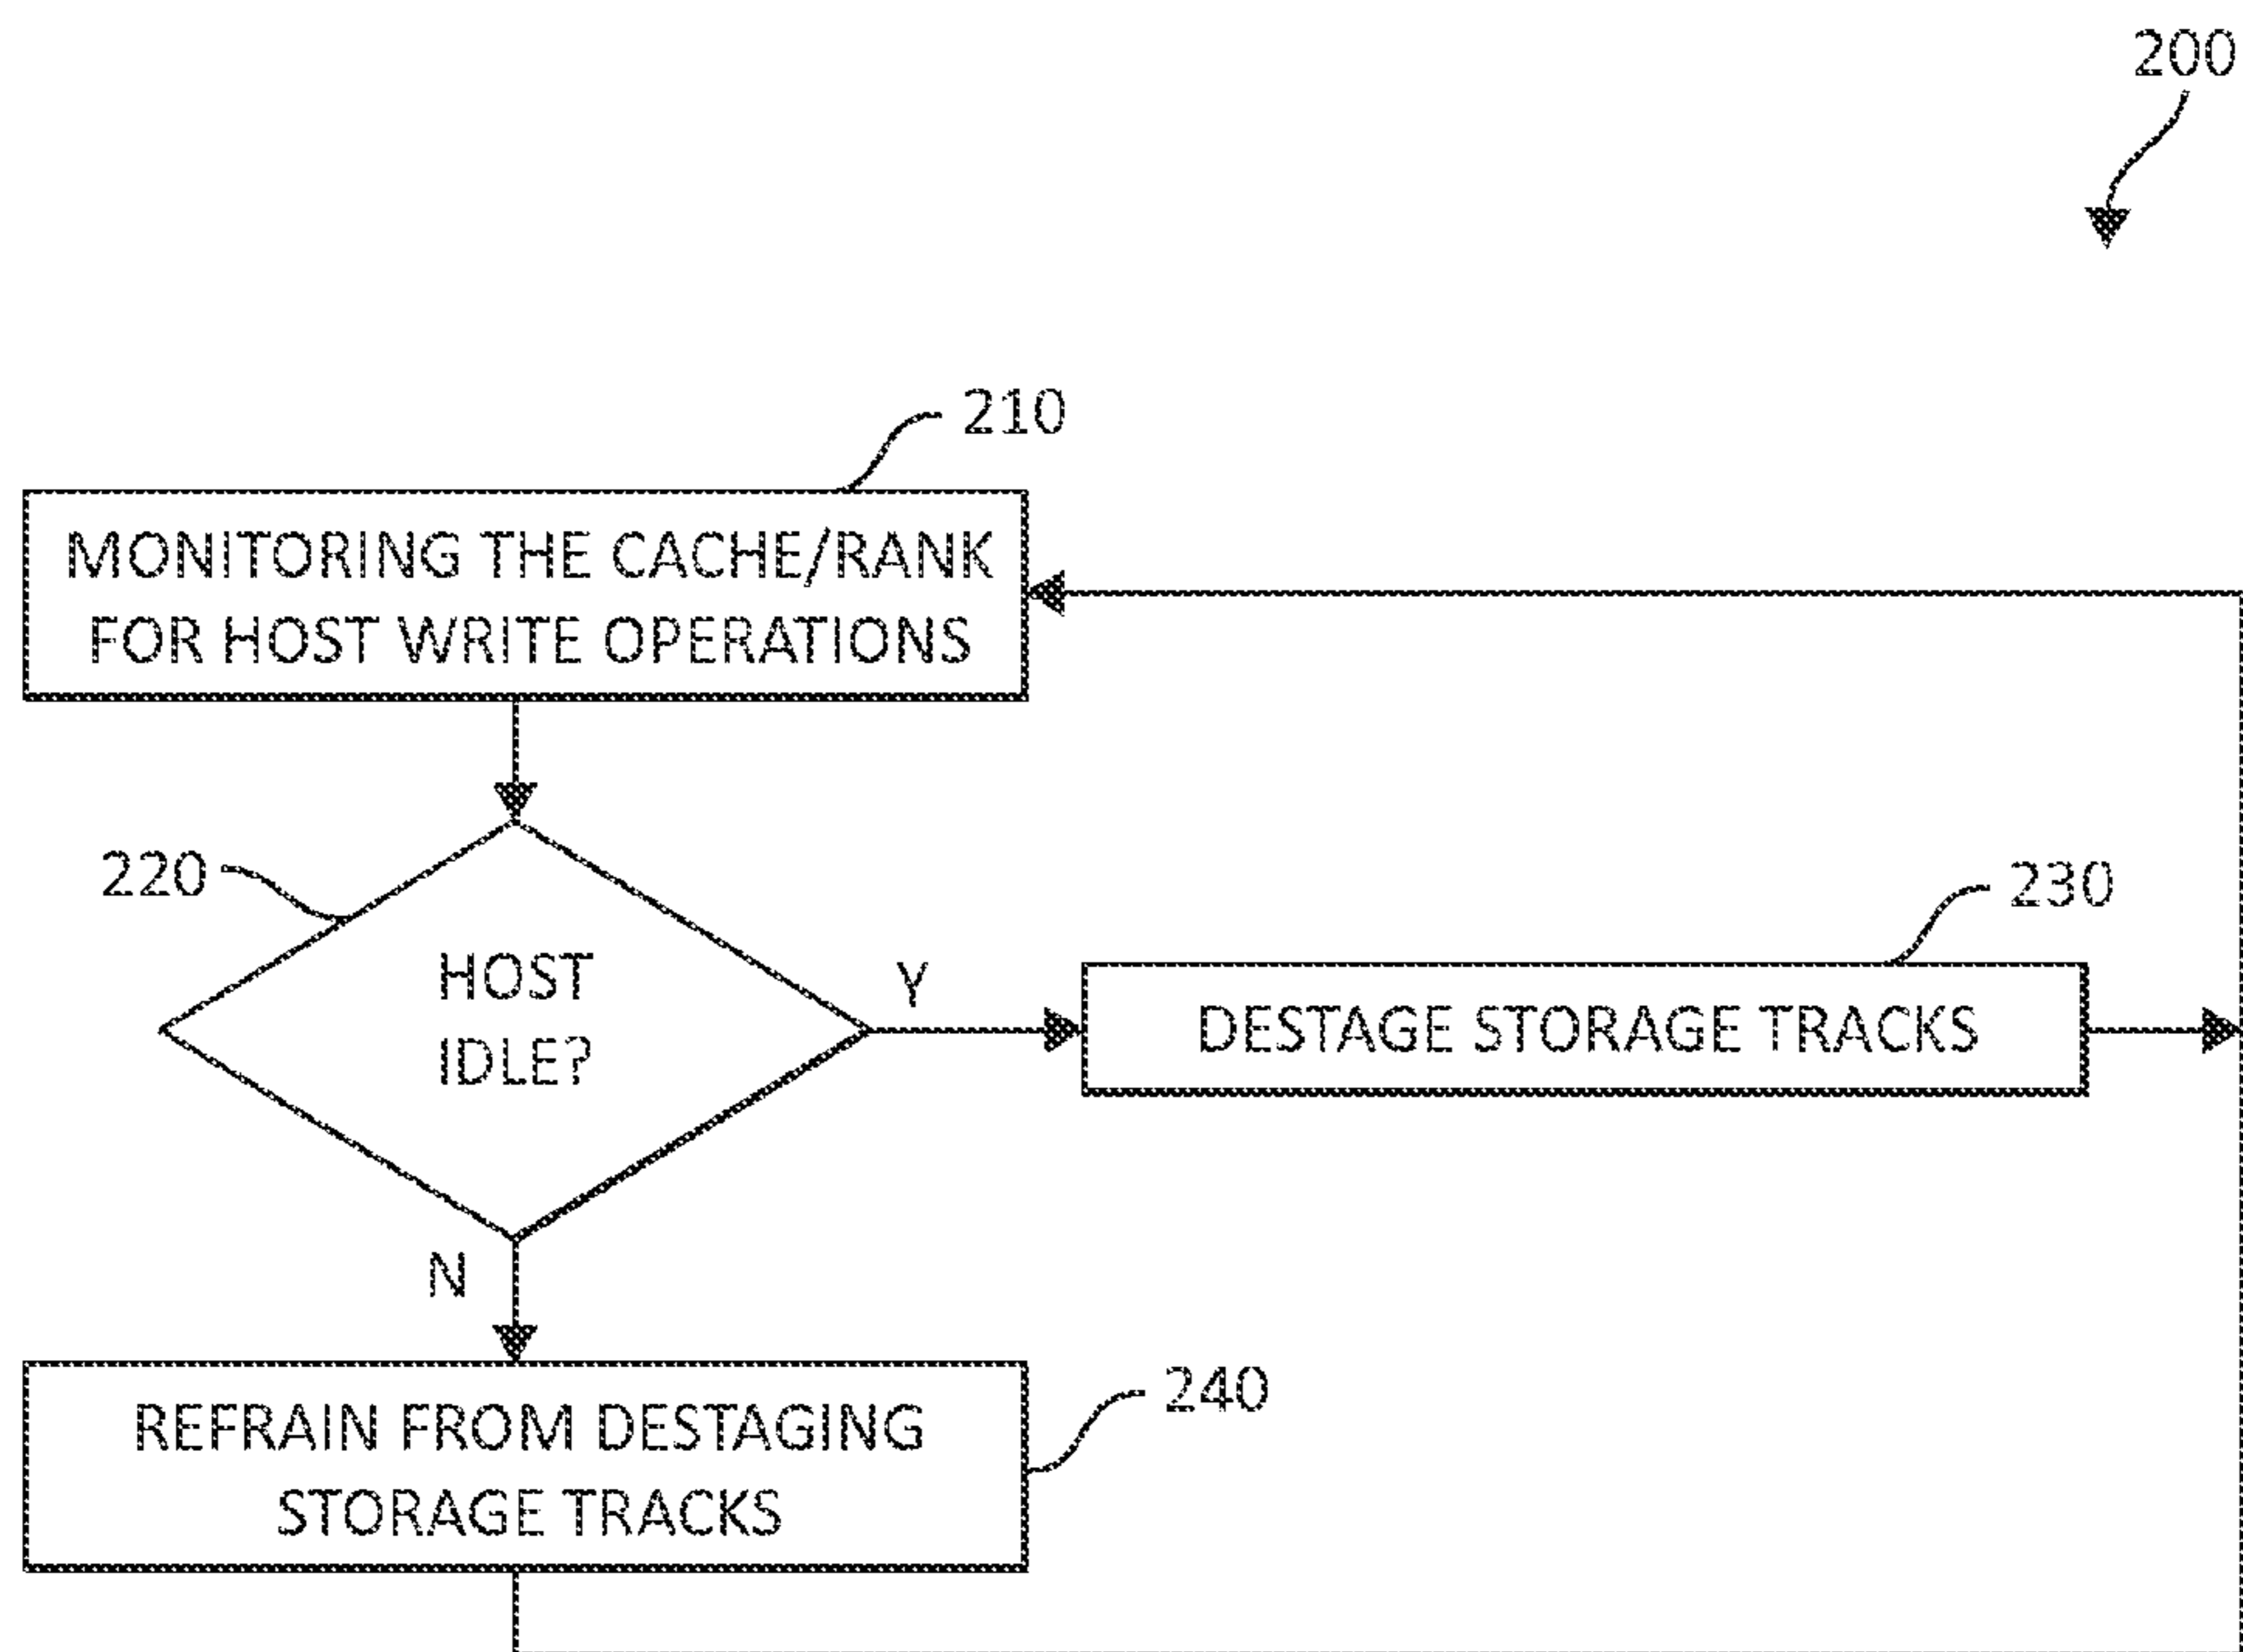 200
210
MONITORING THE CACHE/RANK
FOR HOST WRITE OPERATIONS
220
HOST
IDLE?
Y
230
DESTAGE STORAGE TRACKS
N
240
REFRAIN FROM DESTAGING
STORAGE TRACKS